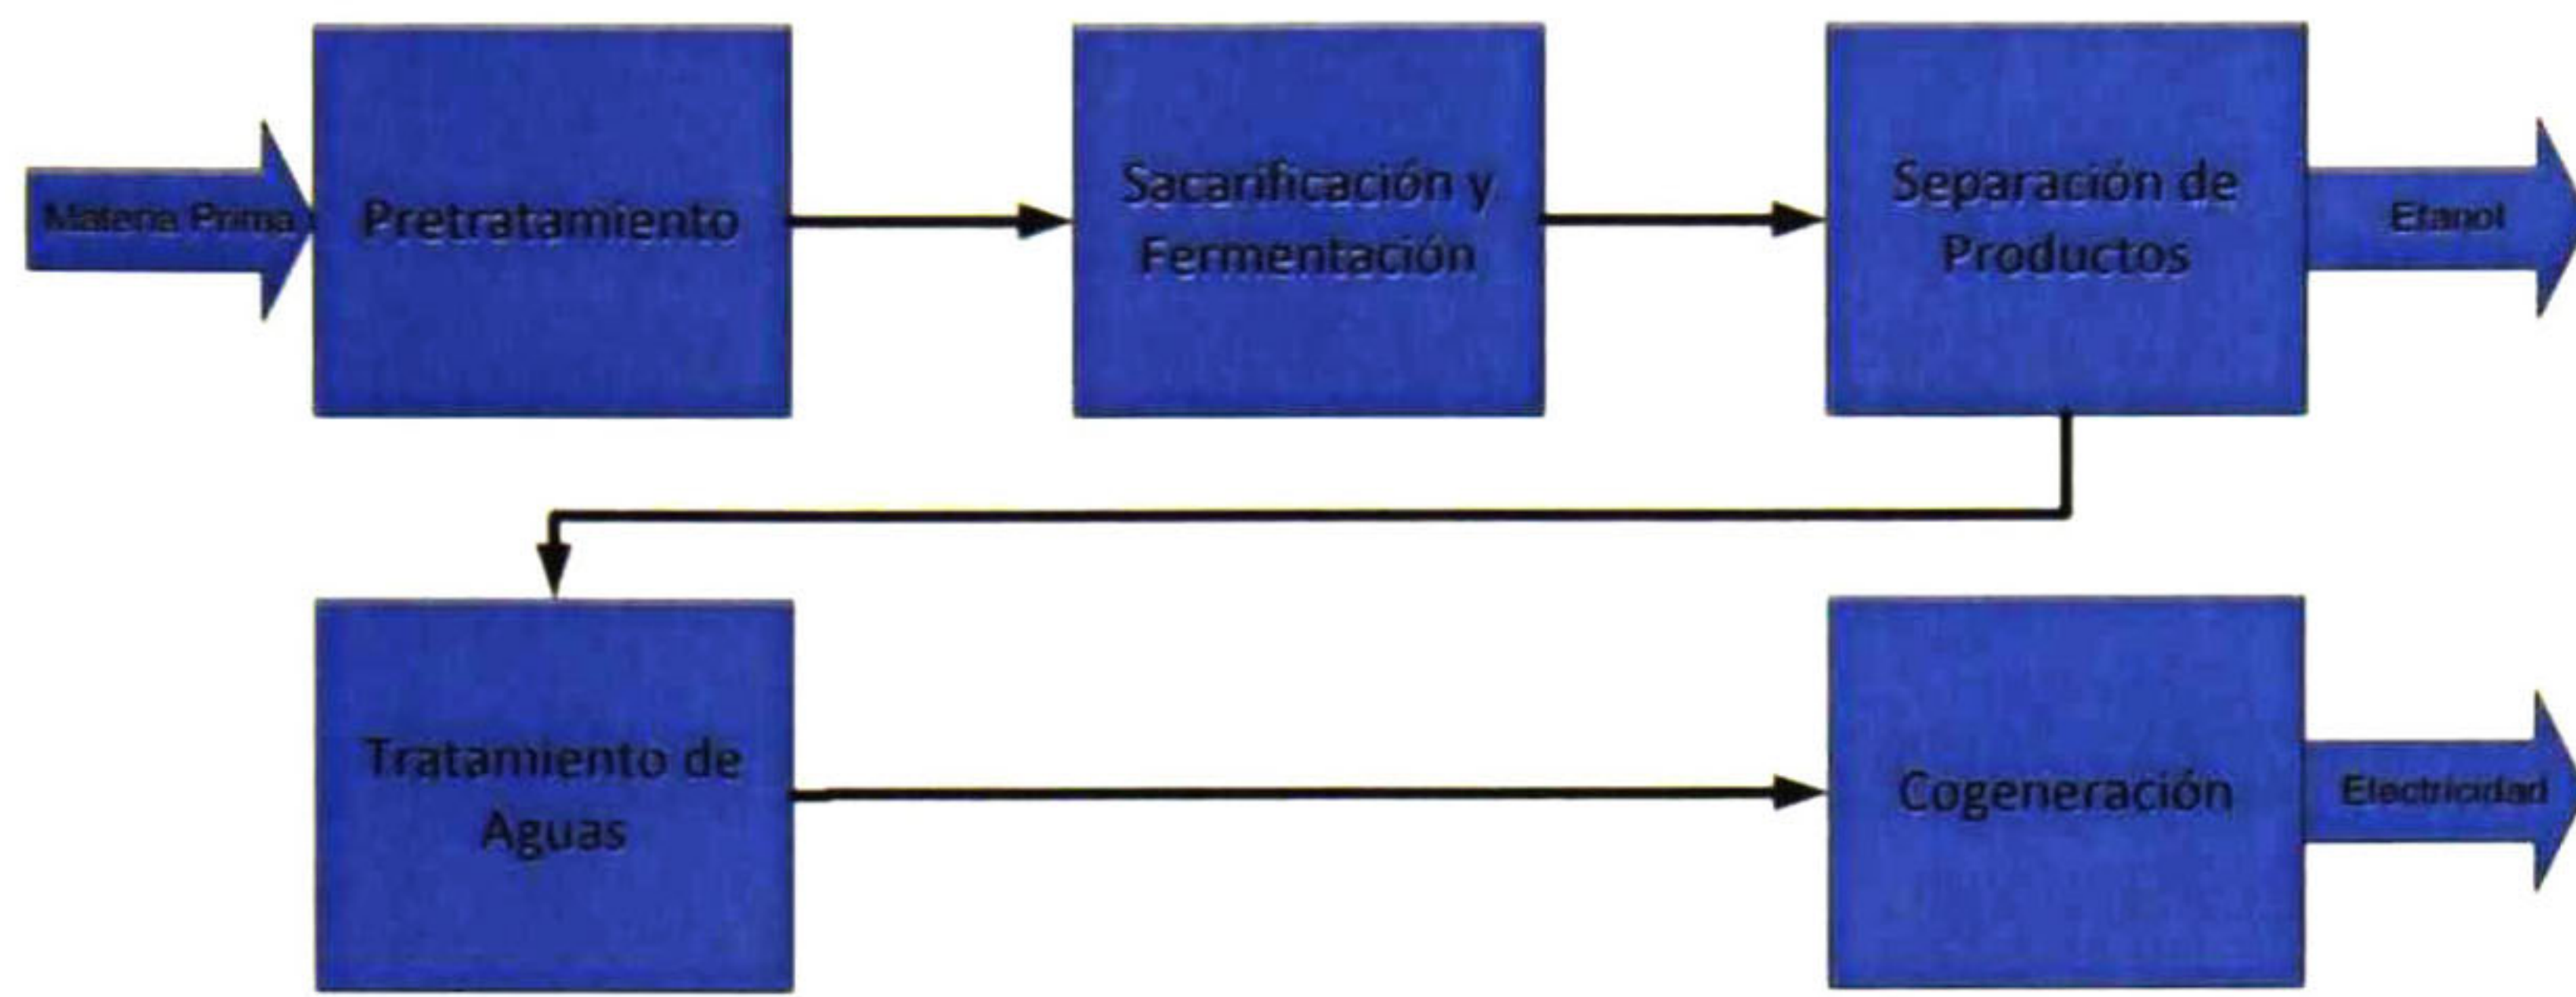 Materia Prima
Pretratamiento
Sacarificación y
Fermentación
Separación de
Productos
Etanol
Tratamiento de
Aguas
Cogeneración
Electricidad